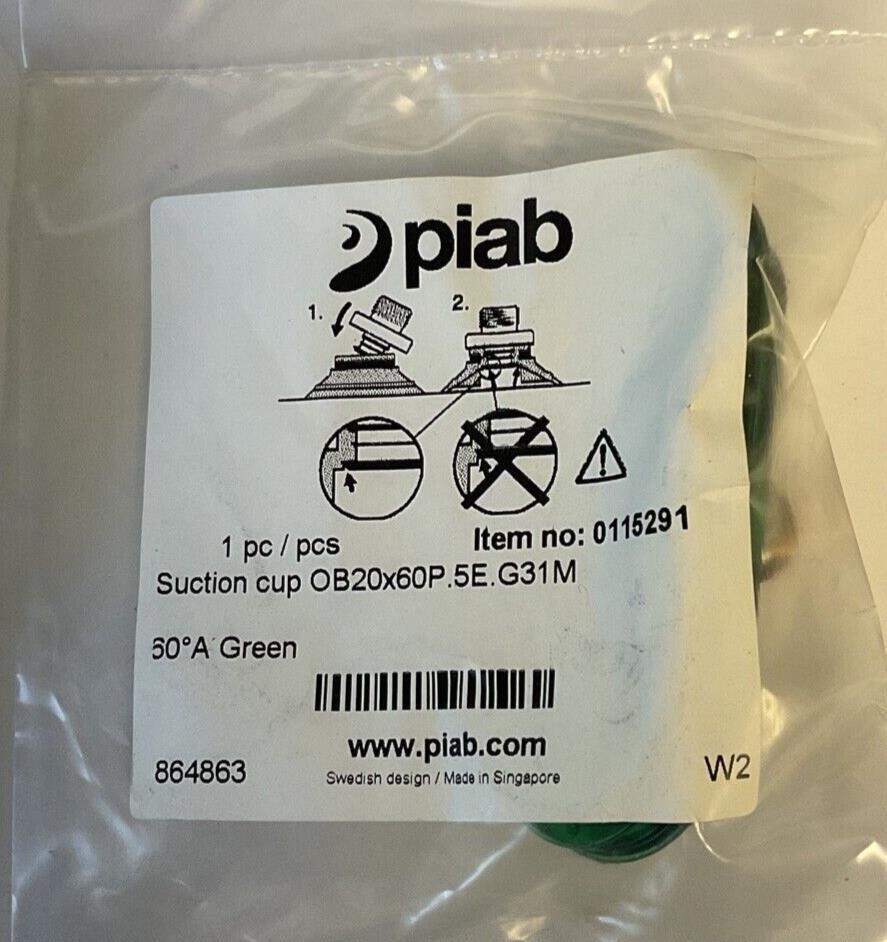 piab
1. 2.
1 pc / pcs Item no: 0115291
Suction cup OB20x60P.5E.G31M
60°A Green
www.piab.com
864863 Swedish design / Made in Singapore W2